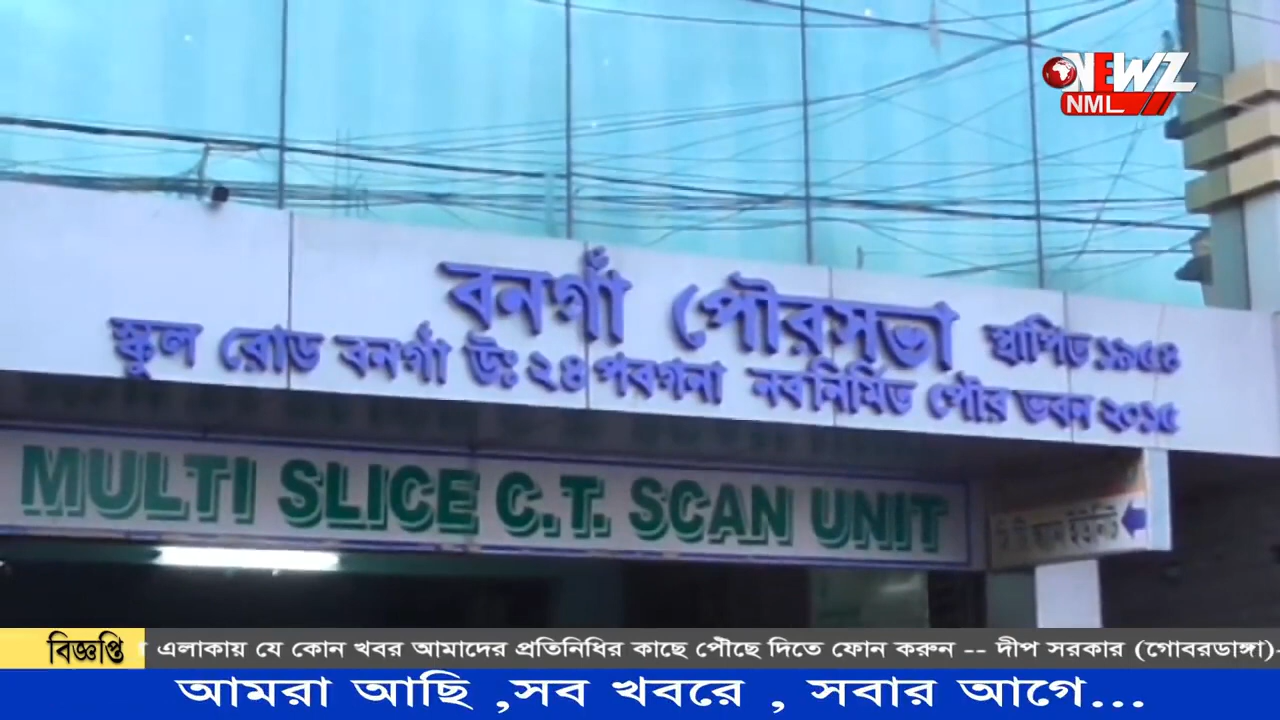 NEWZ
NML
বনগাঁ পৌরসভা স্থাপিত ১৯৫৪
স্কুল রোড বনগাঁ উঃ ২৪ পরগনা নবনির্মিত পৌর ভবন ২০১৫
MULTI SLICE C.T. SCAN UNIT
সি. টি স্ক্যান ইউনিট
বিজ্ঞপ্তি এলাকায় যে কোন খবর আমাদের প্রতিনিধির কাছে পৌঁছে দিতে ফোন করুন -- দীপ সরকার (গোবরডাঙ্গা)-
আমরা আছি ,সব খবরে , সবার আগে...